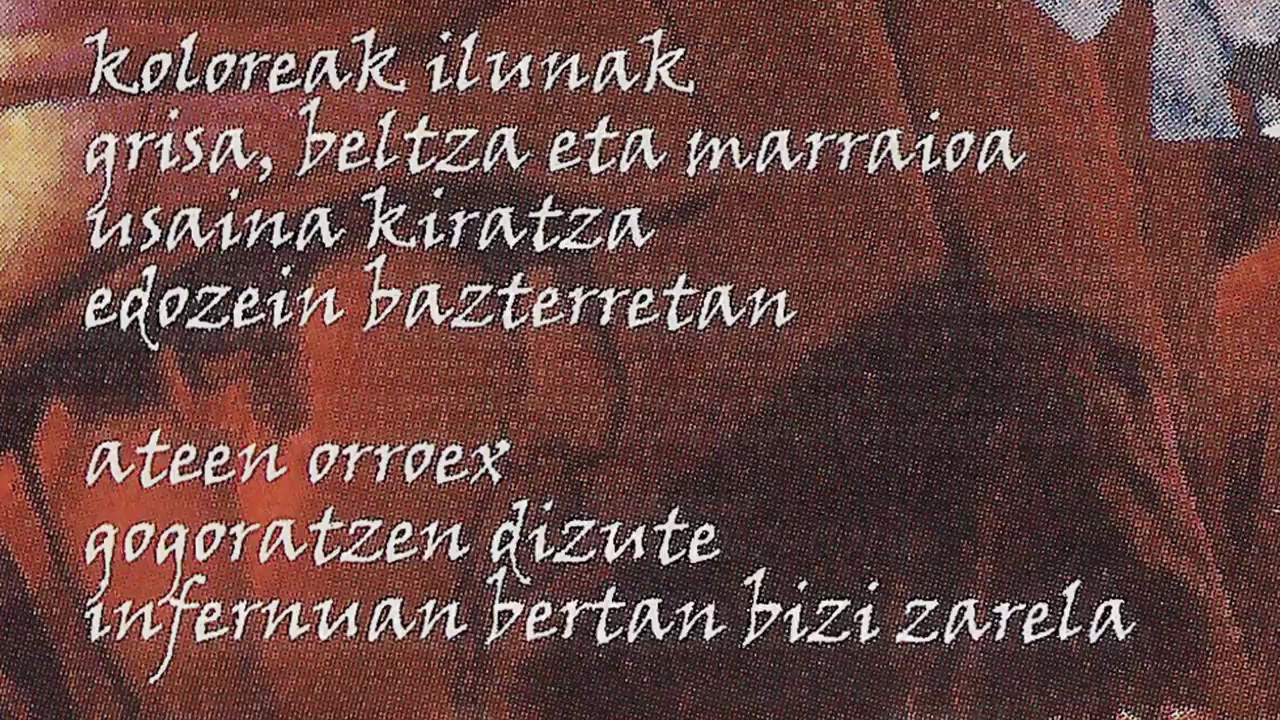 koloreak ilunak
grisa, beltza eta marraioa
usaina kiratza
edozein bazterretan
ateen orroex
gogoratzen dizute
infernuan bertan bizi zarela